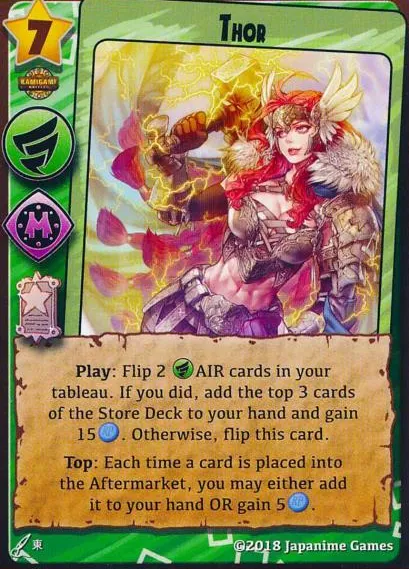 THOR
7
KAMIGAMI
BATTLES
M
Play: Flip 2 AIR cards in your
tableau. If you did, add the top 3 cards
of the Store Deck to your hand and gain
15. Otherwise, flip this card.
Top: Each time a card is placed into
the Aftermarket, you may either add
it to your hand OR gain 5.
東
©2018 Japanime Games